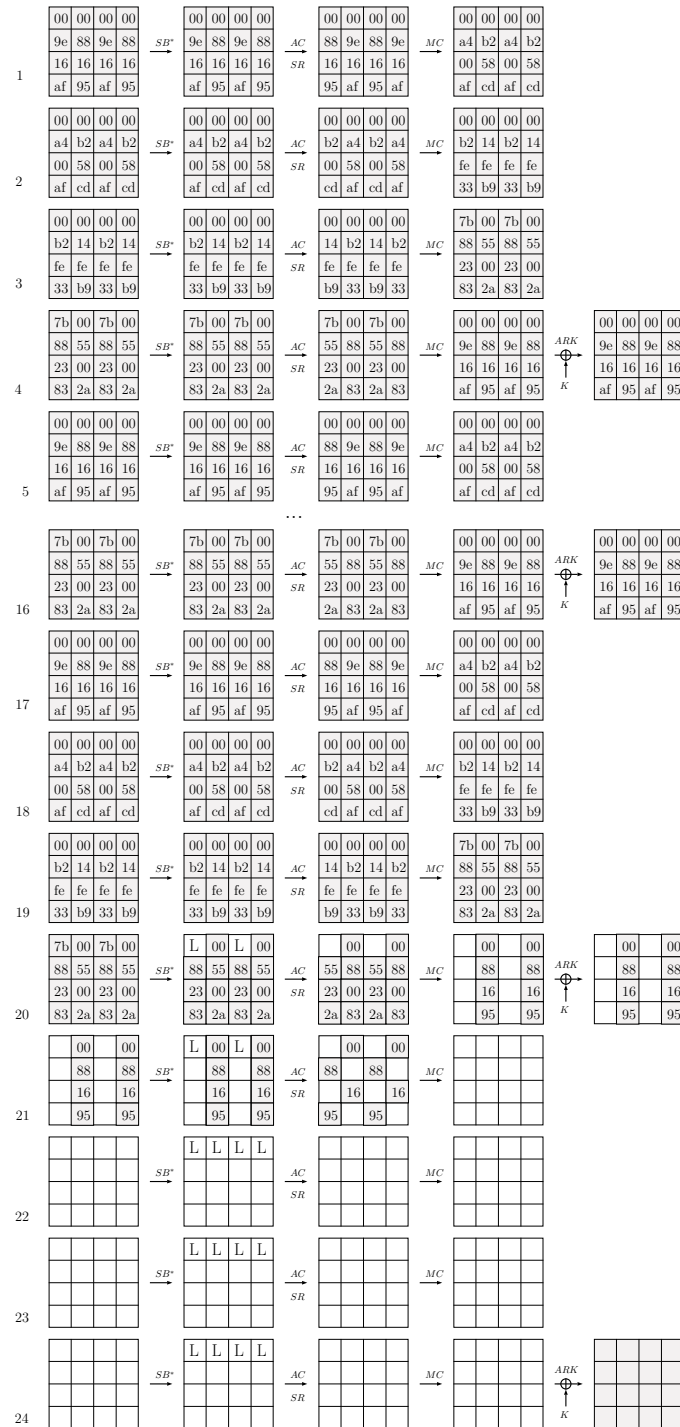 00 00 00 00 00 00 00 00 00 00 00 00 00 00 00 00
9e 88 9e 88 SB* 9e 88 9e 88 AC 88 9e 88 9e MC a4 b2 a4 b2
16 16 16 16 16 16 16 16 SR 16 16 16 16 00 58 00 58
1 af 95 af 95 af 95 af 95 95 af 95 af af cd af cd
00 00 00 00 00 00 00 00 00 00 00 00 00 00 00 00
a4 b2 a4 b2 SB* a4 b2 a4 b2 AC b2 a4 b2 a4 MC b2 14 b2 14
00 58 00 58 00 58 00 58 SR 00 58 00 58 fe fe fe fe
2 af cd af cd af cd af cd cd af cd af 33 b9 33 b9
00 00 00 00 00 00 00 00 00 00 00 00 7b 00 7b 00
b2 14 b2 14 SB* b2 14 b2 14 AC 14 b2 14 b2 MC 88 55 88 55
fe fe fe fe fe fe fe fe SR fe fe fe fe 23 00 23 00
3 33 b9 33 b9 33 b9 33 b9 b9 33 b9 33 83 2a 83 2a
7b 00 7b 00 7b 00 7b 00 7b 00 7b 00 00 00 00 00 00 00 00 00
88 55 88 55 SB* 88 55 88 55 AC 55 88 55 88 MC 9e 88 9e 88 ARK 9e 88 9e 88
23 00 23 00 23 00 23 00 SR 23 00 23 00 16 16 16 16 16 16 16 16
4 83 2a 83 2a 83 2a 83 2a 2a 83 2a 83 af 95 af 95 K af 95 af 95
00 00 00 00 00 00 00 00 00 00 00 00 00 00 00 00
9e 88 9e 88 SB* 9e 88 9e 88 AC 88 9e 88 9e MC a4 b2 a4 b2
16 16 16 16 16 16 16 16 SR 16 16 16 16 00 58 00 58
5 af 95 af 95 af 95 af 95 95 af 95 af af cd af cd
...
7b 00 7b 00 7b 00 7b 00 7b 00 7b 00 00 00 00 00 00 00 00 00
88 55 88 55 SB* 88 55 88 55 AC 55 88 55 88 MC 9e 88 9e 88 ARK 9e 88 9e 88
23 00 23 00 23 00 23 00 SR 23 00 23 00 16 16 16 16 16 16 16 16
16 83 2a 83 2a 83 2a 83 2a 2a 83 2a 83 af 95 af 95 K af 95 af 95
00 00 00 00 00 00 00 00 00 00 00 00 00 00 00 00
9e 88 9e 88 SB* 9e 88 9e 88 AC 88 9e 88 9e MC a4 b2 a4 b2
16 16 16 16 16 16 16 16 SR 16 16 16 16 00 58 00 58
17 af 95 af 95 af 95 af 95 95 af 95 af af cd af cd
00 00 00 00 00 00 00 00 00 00 00 00 00 00 00 00
a4 b2 a4 b2 SB* a4 b2 a4 b2 AC b2 a4 b2 a4 MC b2 14 b2 14
00 58 00 58 00 58 00 58 SR 00 58 00 58 fe fe fe fe
18 af cd af cd af cd af cd cd af cd af 33 b9 33 b9
00 00 00 00 00 00 00 00 00 00 00 00 7b 00 7b 00
b2 14 b2 14 SB* b2 14 b2 14 AC 14 b2 14 b2 MC 88 55 88 55
fe fe fe fe fe fe fe fe SR fe fe fe fe 23 00 23 00
19 33 b9 33 b9 33 b9 33 b9 b9 33 b9 33 83 2a 83 2a
7b 00 7b 00 L 00 L 00 00 00 00 00 00 00
88 55 88 55 SB* 88 55 88 55 AC 55 88 55 88 MC 88 88 ARK 88 88
23 00 23 00 23 00 23 00 SR 23 00 23 00 16 16 16 16
20 83 2a 83 2a 83 2a 83 2a 2a 83 2a 83 95 95 K 95 95
00 00 L 00 L 00 00 00
88 88 SB* 88 88 AC 88 88 MC
16 16 16 16 SR 16 16
21 95 95 95 95 95 95
L L L L
SB* AC MC
SR
22
L L L L
SB* AC MC
SR
23
L L L L
SB* AC MC ARK
SR
24 K